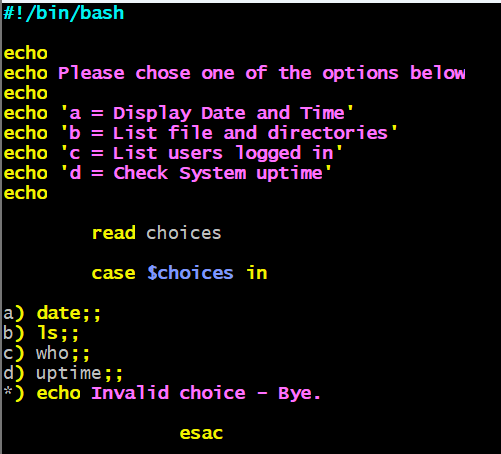 #!/bin/bash
echo
echo Please chose one of the options below
echo
echo 'a = Display Date and Time'
echo 'b = List file and directories'
echo 'c = List users logged in'
echo 'd = Check System uptime'
echo
read choices
case $choices in
a) date;;
b) ls;;
c) who;;
d) uptime;;
*) echo Invalid choice - Bye.
esac